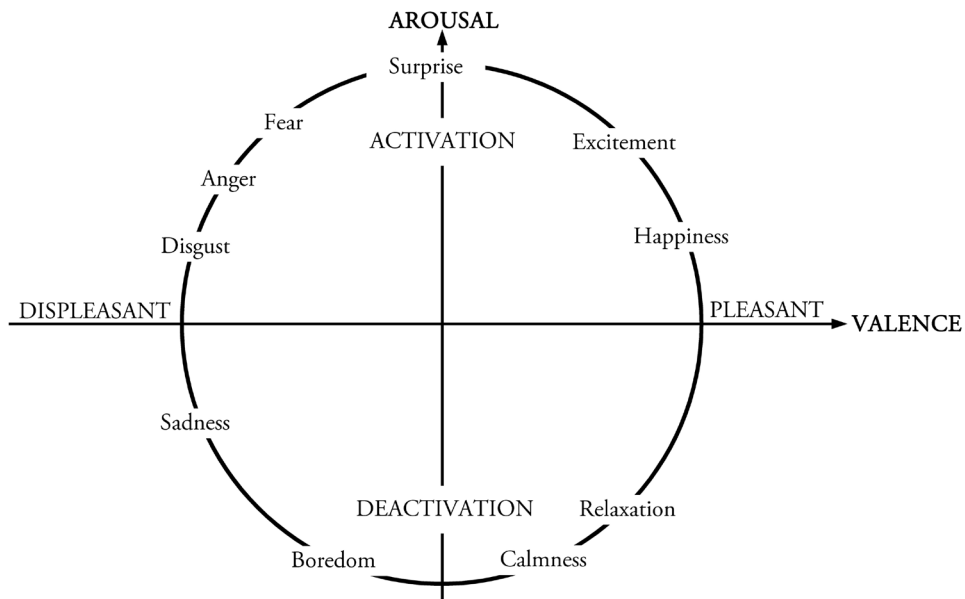 AROUSAL
Surprise
Fear
ACTIVATION
Excitement
Anger
Happiness
Disgust
DISPLEASANT
PLEASANT
VALENCE
Sadness
DEACTIVATION
Relaxation
Boredom
Calmness